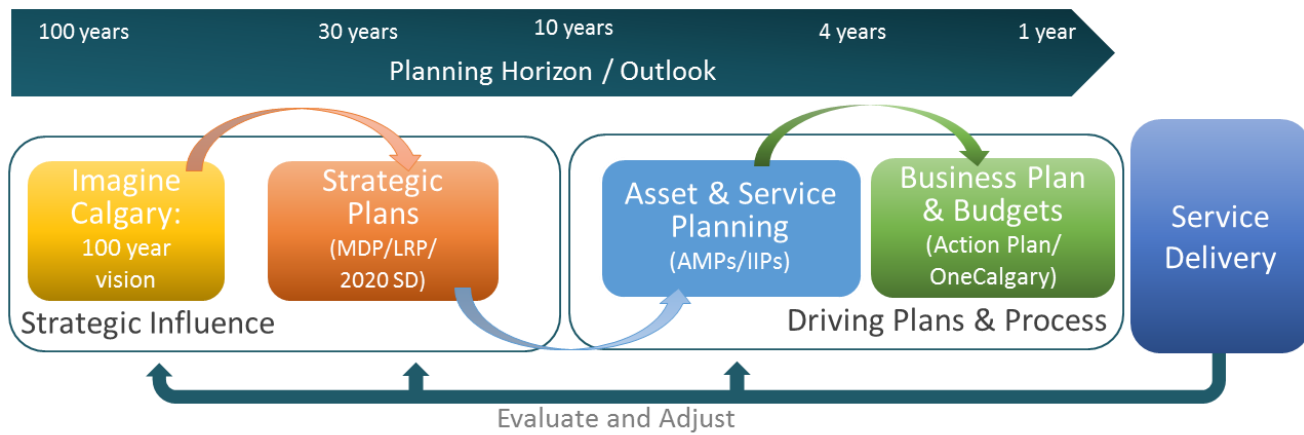 100 years 30 years 10 years 4 years 1 year
Planning Horizon / Outlook
Imagine
Calgary:
100 year
vision
Strategic
Plans
(MDP/LRP/
2020 SD)
Strategic Influence
Asset & Service
Planning
(AMPs/IIPs)
Business Plan
& Budgets
(Action Plan/
OneCalgary)
Driving Plans & Process
Service
Delivery
Evaluate and Adjust